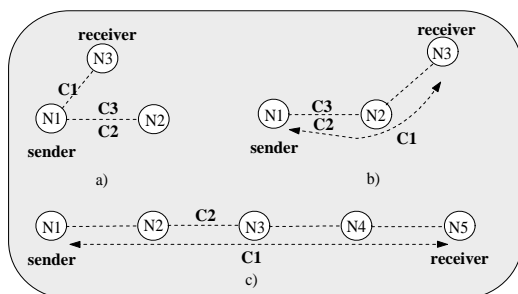 receiver
N3
C1
N1
C3
C2
N2
sender
a)
receiver
N3
N1
C3
C2
N2
C1
sender
b)
N1
N2
C2
N3
N4
N5
sender
C1
receiver
c)